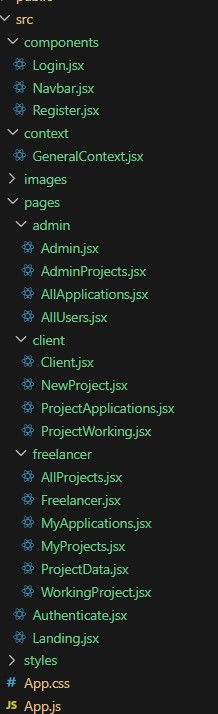 public
src
components
Login.jsx
Navbar.jsx
Register.jsx
context
GeneralContext.jsx
images
pages
admin
Admin.jsx
AdminProjects.jsx
AllApplications.jsx
AllUsers.jsx
client
Client.jsx
NewProject.jsx
ProjectApplications.jsx
ProjectWorking.jsx
freelancer
AllProjects.jsx
Freelancer.jsx
MyApplications.jsx
MyProjects.jsx
ProjectData.jsx
WorkingProject.jsx
Authenticate.jsx
Landing.jsx
styles
# App.css
JS App.js